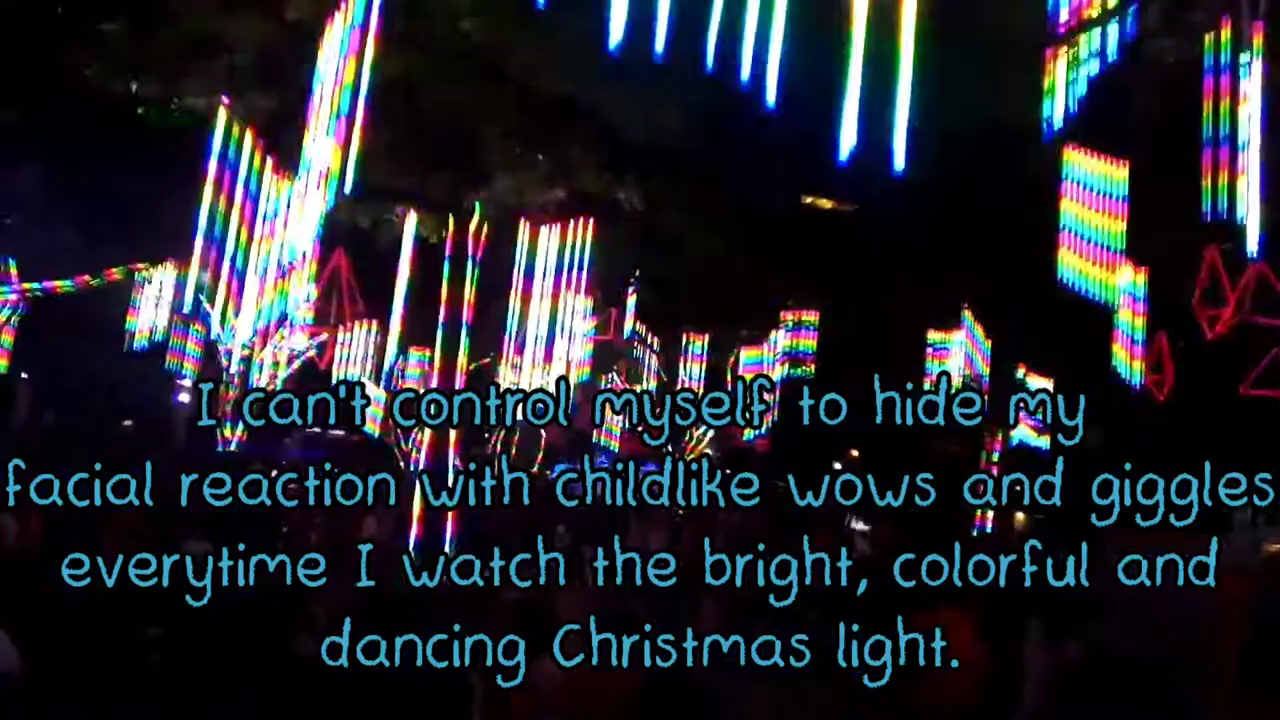 I can't control myself to hide my
facial reaction with childlike wows and giggles
everytime I watch the bright, colorful and
dancing Christmas light.